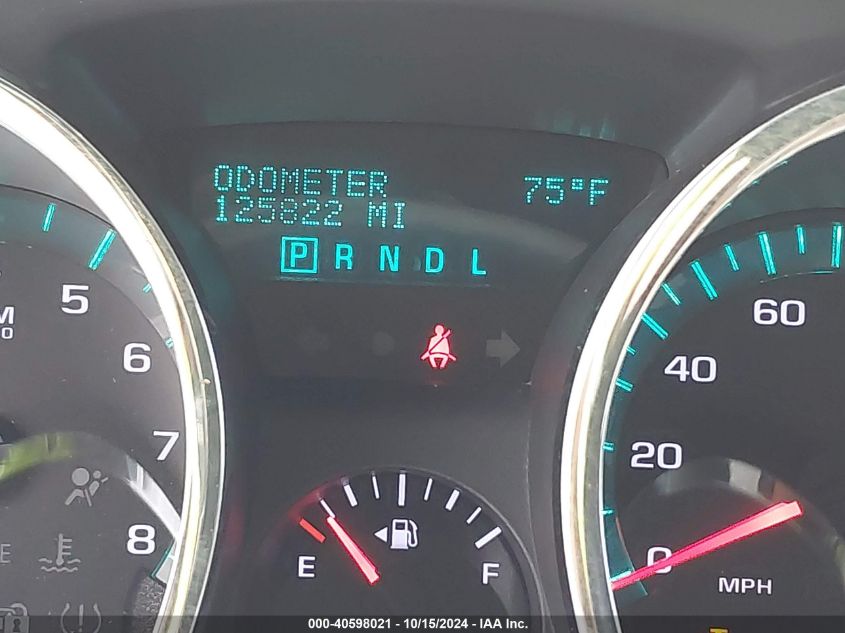 ODOMETER 75°F
125822 MI
P R N D L
5
6
7
8
60
40
20
0
MPH
E F
000-40598021 - 10/15/2024 - IAA Inc.